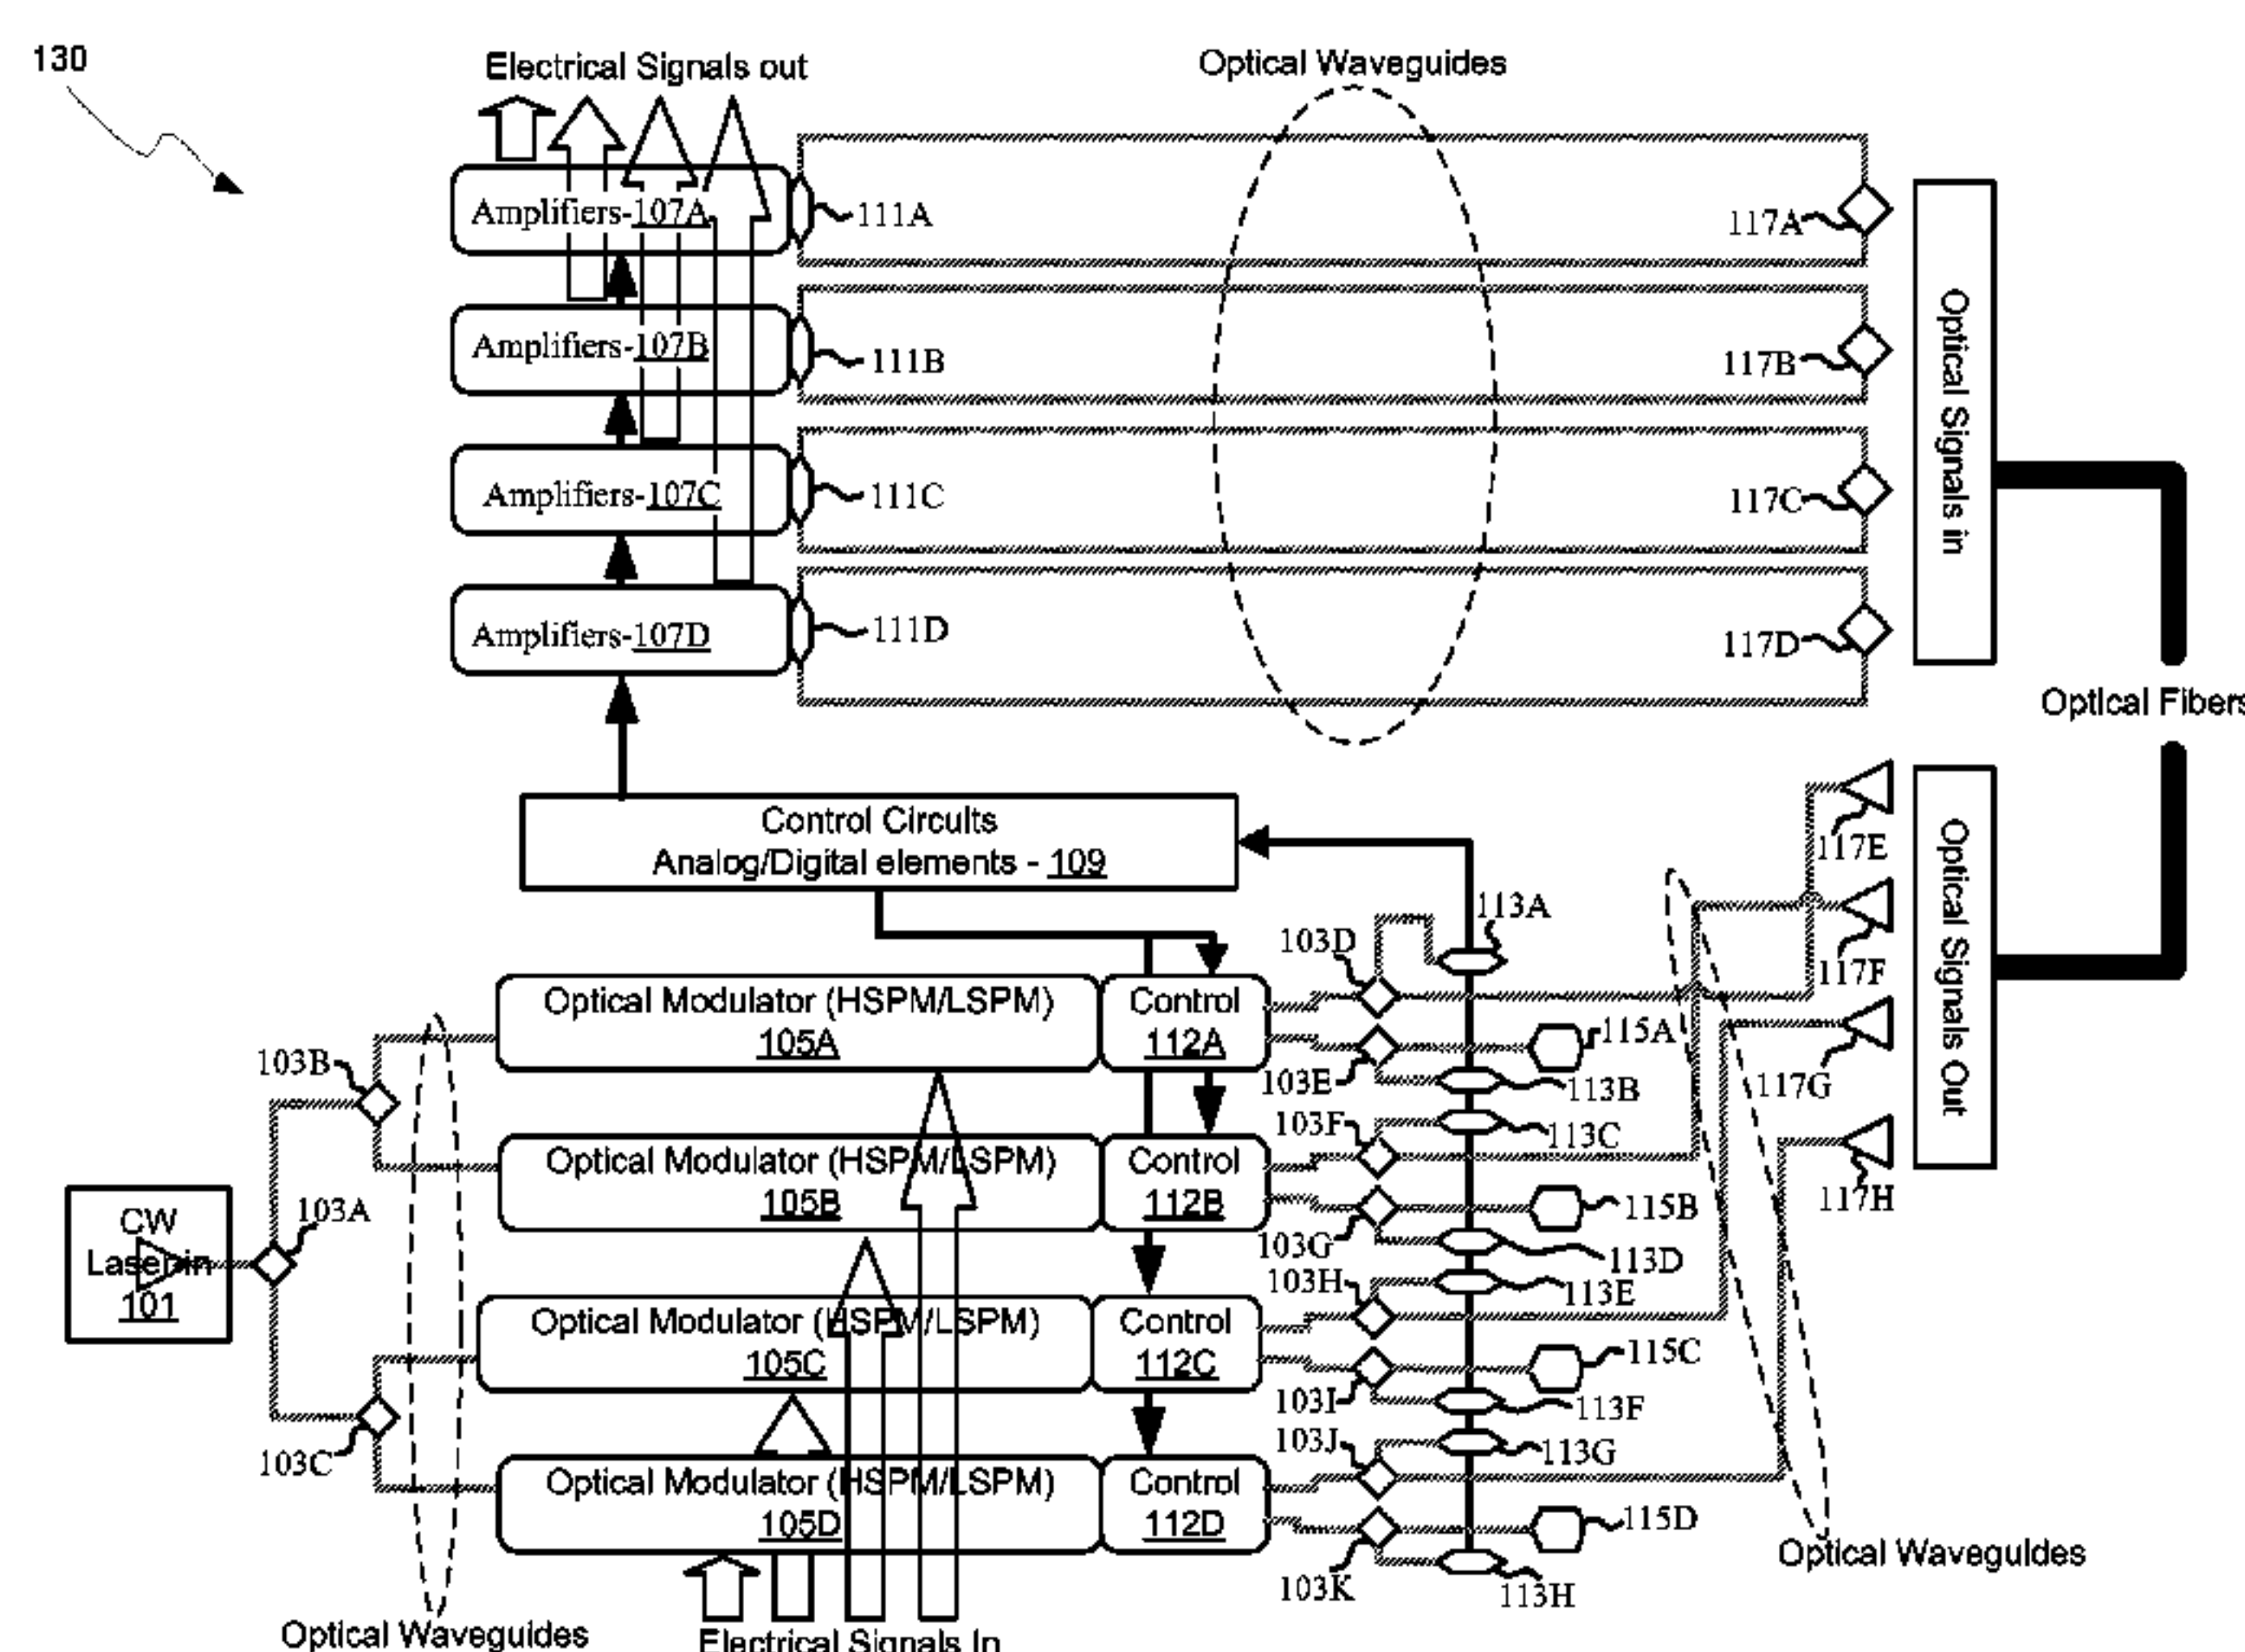 130
Electrical Signals out
Optical Waveguides
Amplifiers-107A
111A
117A
Amplifiers-107B
111B
117B
Amplifiers-107C
111C
117C
Amplifiers-107D
111D
117D
Optical Signals in
Optical Fibers
Control Circuits
Analog/Digital elements - 109
117E
117F
117G
117H
Optical Signals Out
113A
103D
Optical Modulator (HSPM/LSPM)
105A
Control
112A
115A
103E
113B
103B
103F
113C
Optical Modulator (HSPM/LSPM)
105B
Control
112B
115B
103G
113D
CW
Laser in
101
103A
103H
113E
Optical Modulator (HSPM/LSPM)
105C
Control
112C
115C
103I
113F
103C
103J
113G
Optical Modulator (HSPM/LSPM)
105D
Control
112D
115D
103K
113H
Optical Waveguides
Optical Waveguides
Electrical Signals In